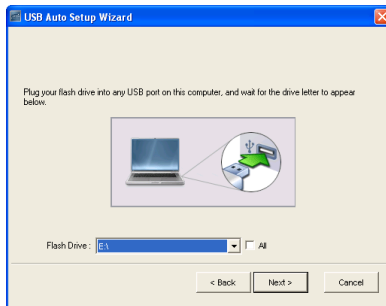 USB Auto Setup Wizard
Plug your flash drive into any USB port on this computer, and wait for the drive letter to appear
below.
Flash Drive : E:\ All
< Back Next > Cancel